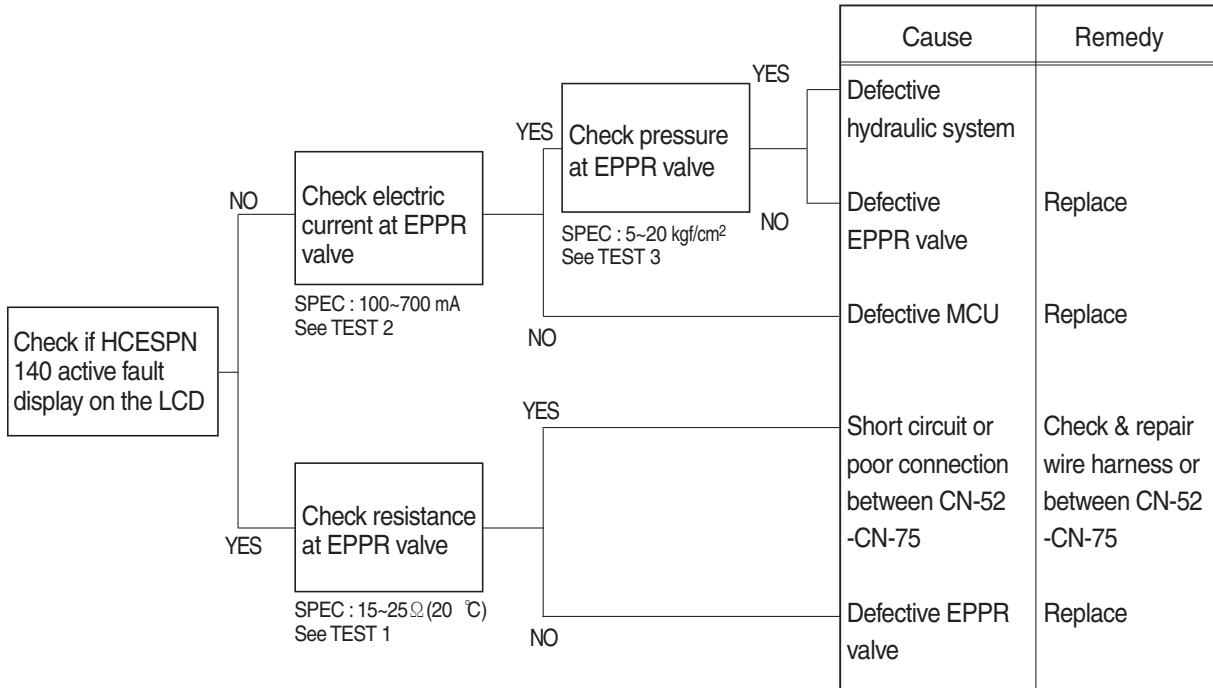 Cause
Remedy
YES
Defective
hydraulic system
YES
Check pressure
at EPPR valve
NO
Check electric
current at EPPR
valve
Defective
EPPR valve
Replace
NO
SPEC : 5~20 kgf/cm²
See TEST 3
SPEC : 100~700 mA
See TEST 2
Defective MCU
Replace
NO
Check if HCESPN
140 active fault
display on the LCD
YES
Short circuit or
poor connection
between CN-52
-CN-75
Check & repair
wire harness or
between CN-52
-CN-75
Check resistance
at EPPR valve
YES
SPEC : 15~25Ω(20 ℃)
See TEST 1
NO
Defective EPPR
valve
Replace